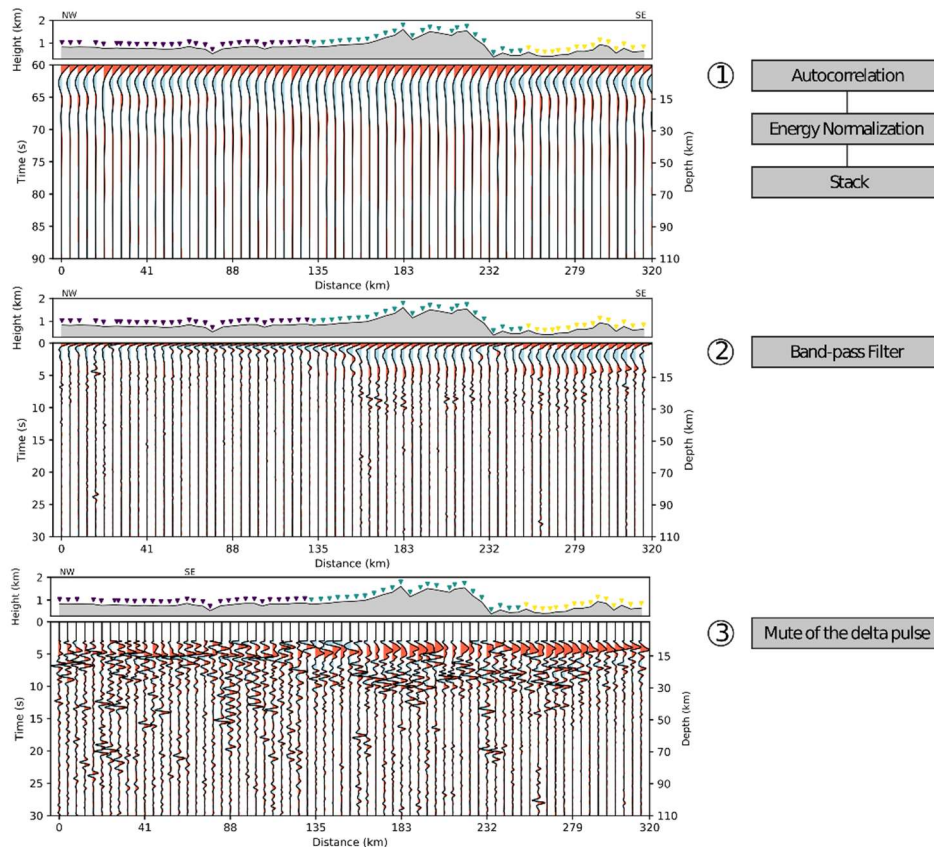 NW SE
Height (km)
2
1
60
65
70
75
80
85
90
Time (s)
15
30
50
70
90
110
Depth (km)
0 41 88 135 183 232 279 320
Distance (km)
① Autocorrelation
Energy Normalization
Stack
NW SE
Height (km)
2
1
0
5
10
15
20
25
30
Time (s)
15
30
50
70
90
110
Depth (km)
0 41 88 135 183 232 279 320
Distance (km)
② Band-pass Filter
NW SE
Height (km)
2
1
0
5
10
15
20
25
30
Time (s)
15
30
50
70
90
110
Depth (km)
0 41 88 135 183 232 279 320
Distance (km)
③ Mute of the delta pulse